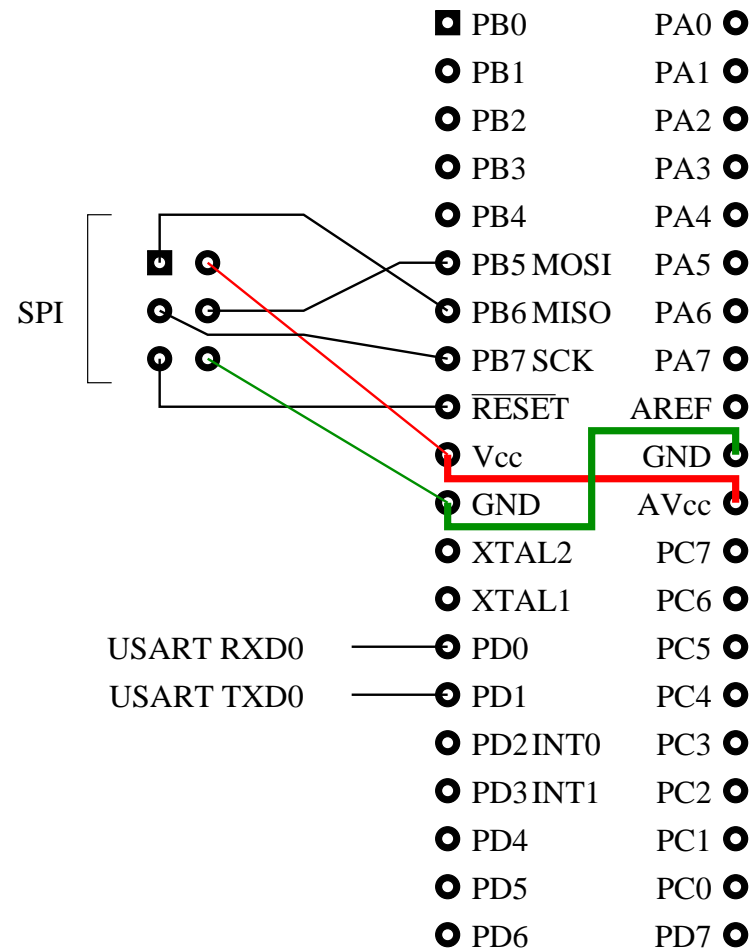 PB0 PA0
PB1 PA1
PB2 PA2
PB3 PA3
PB4 PA4
PB5 MOSI PA5
SPI PB6 MISO PA6
PB7 SCK PA7
RESET AREF
Vcc GND
GND AVcc
XTAL2 PC7
XTAL1 PC6
USART RXD0 PD0 PC5
USART TXD0 PD1 PC4
PD2 INT0 PC3
PD3 INT1 PC2
PD4 PC1
PD5 PC0
PD6 PD7